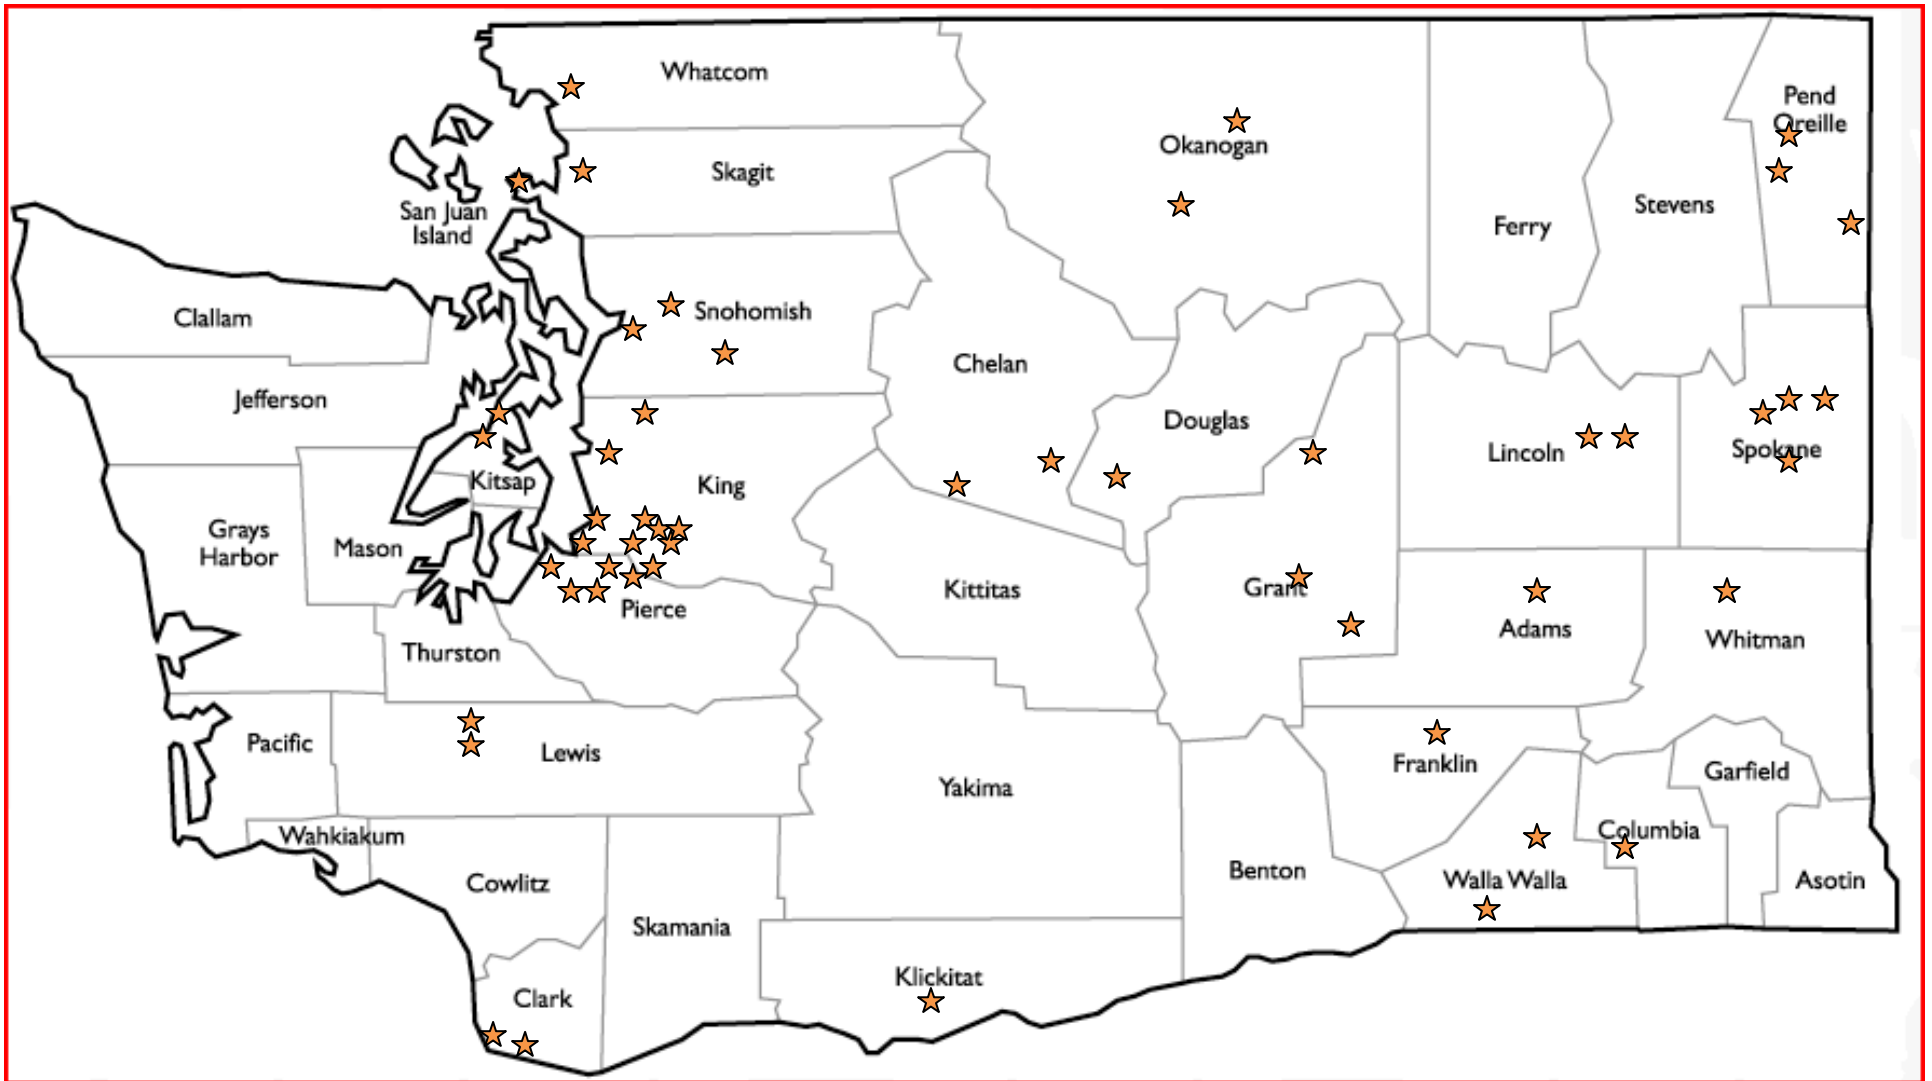 Whatcom
Pend
Oreille
Okanogan
Skagit
San Juan
Island
Stevens
Ferry
Clallam
Snohomish
Chelan
Jefferson
Douglas
Lincoln
Spokane
Kitsap
King
Grays
Harbor
Mason
Kittitas
Grant
Pierce
Adams
Whitman
Thurston
Pacific
Lewis
Franklin
Garfield
Yakima
Wahkiakum
Columbia
Cowlitz
Benton
Walla Walla
Asotin
Skamania
Klickitat
Clark